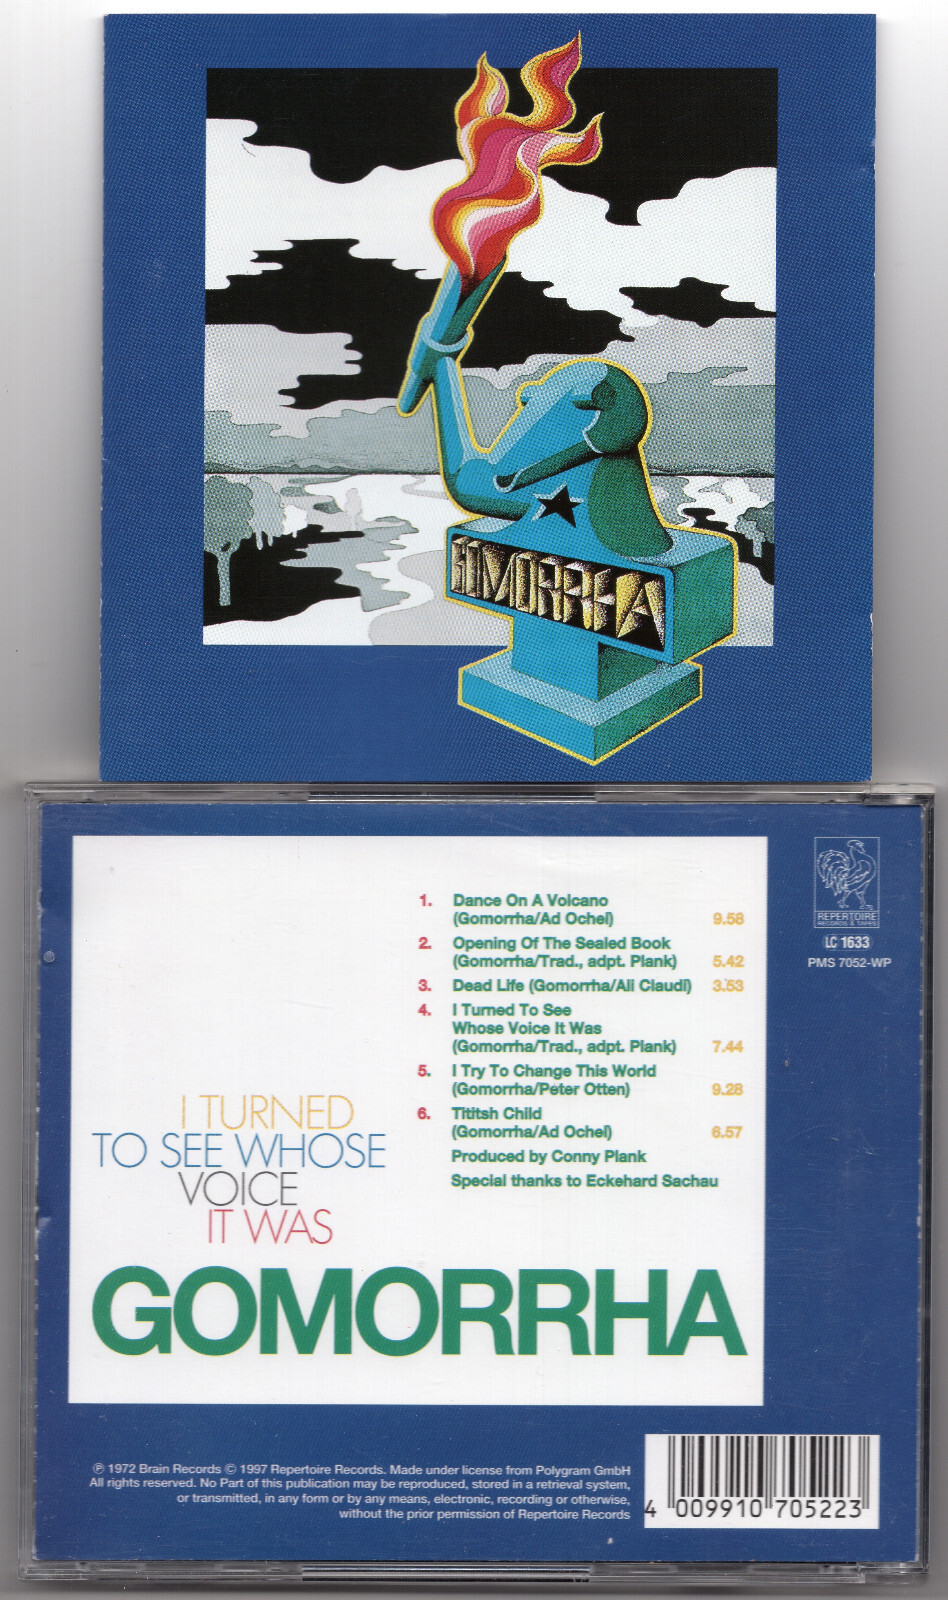 GOMORRHA
1. Dance On A Volcano
(Gomorrha/Ad Ochel) 9.58
2. Opening Of The Sealed Book
(Gomorrha/Trad., adpt. Plank) 5.42
3. Dead Life (Gomorrha/Ali Claudi) 3.53
4. I Turned To See
Whose Voice It Was
(Gomorrha/Trad., adpt. Plank) 7.44
5. I Try To Change This World
(Gomorrha/Peter Otten) 9.28
6. Tititsh Child
(Gomorrha/Ad Ochel) 6.57
Produced by Conny Plank
Special thanks to Eckehard Sachau
REPERTOIRE
RECORDS & TAPES
LC 1633
PMS 7052-WP
I TURNED
TO SEE WHOSE
VOICE
IT WAS
GOMORRHA
℗ 1972 Brain Records © 1997 Repertoire Records. Made under license from Polygram GmbH
All rights reserved. No Part of this publication may be reproduced, stored in a retrieval system,
or transmitted, in any form or by any means, electronic, recording or otherwise,
without the prior permission of Repertoire Records
4 009910 705223